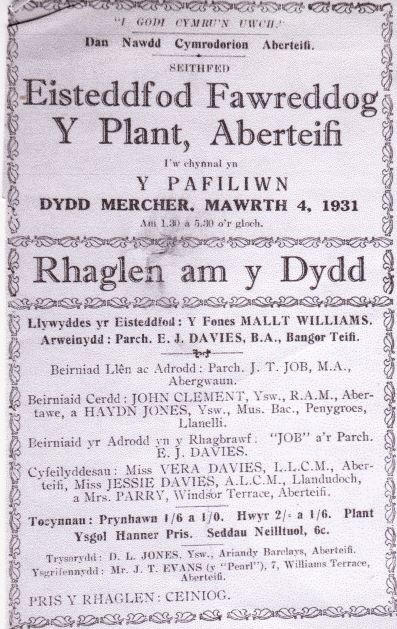 "I GODI CYMRU'N UWCH."
Dan Nawdd Cymrodorion Aberteifi.
SEITHFED
Eisteddfod Fawreddog
Y Plant, Aberteifi
I'w chynnal yn
Y PAFILIWN
DYDD MERCHER, MAWRTH 4, 1931
Am 1.30 a 5.30 o'r gloch.
Rhaglen am y Dydd
Llywyddes yr Eisteddfod: Y Fones MALLT WILLIAMS.
Arweinydd: Parch. E. J. DAVIES, B.A., Bangor Teifi.
Beirniad Llên ac Adrodd: Parch. J. T. JOB, M.A.,
Abergwaun.
Beirniaid Cerdd: JOHN CLEMENT, Ysw., R.A.M., Aber-
tawe, a HAYDN JONES, Ysw., Mus. Bac., Penygroes,
Llanelli.
Beirniaid yr Adrodd yn y Rhagbrawf: "JOB" a'r Parch.
E. J. DAVIES.
Cyfeilyddesau: Miss VERA DAVIES, L.L.C.M., Aber-
teifi, Miss JESSIE DAVIES, A.L.C.M., Llandudoch,
a Mrs. PARRY, Windsor Terrace, Aberteifi.
Tocynnau: Prynhawn 1/6 a 1/0. Hwyr 2/- a 1/6. Plant
Ysgol Hanner Pris. Seddau Neilltuol, 6c.
Trysorydd: D. L. JONES, Ysw., Ariandy Barclays, Aberteifi.
Ysgrifennydd: Mr. J. T. EVANS (y "Pearl"), 7, Williams Terrace,
Aberteifi.
PRIS Y RHAGLEN: CEINIOG.